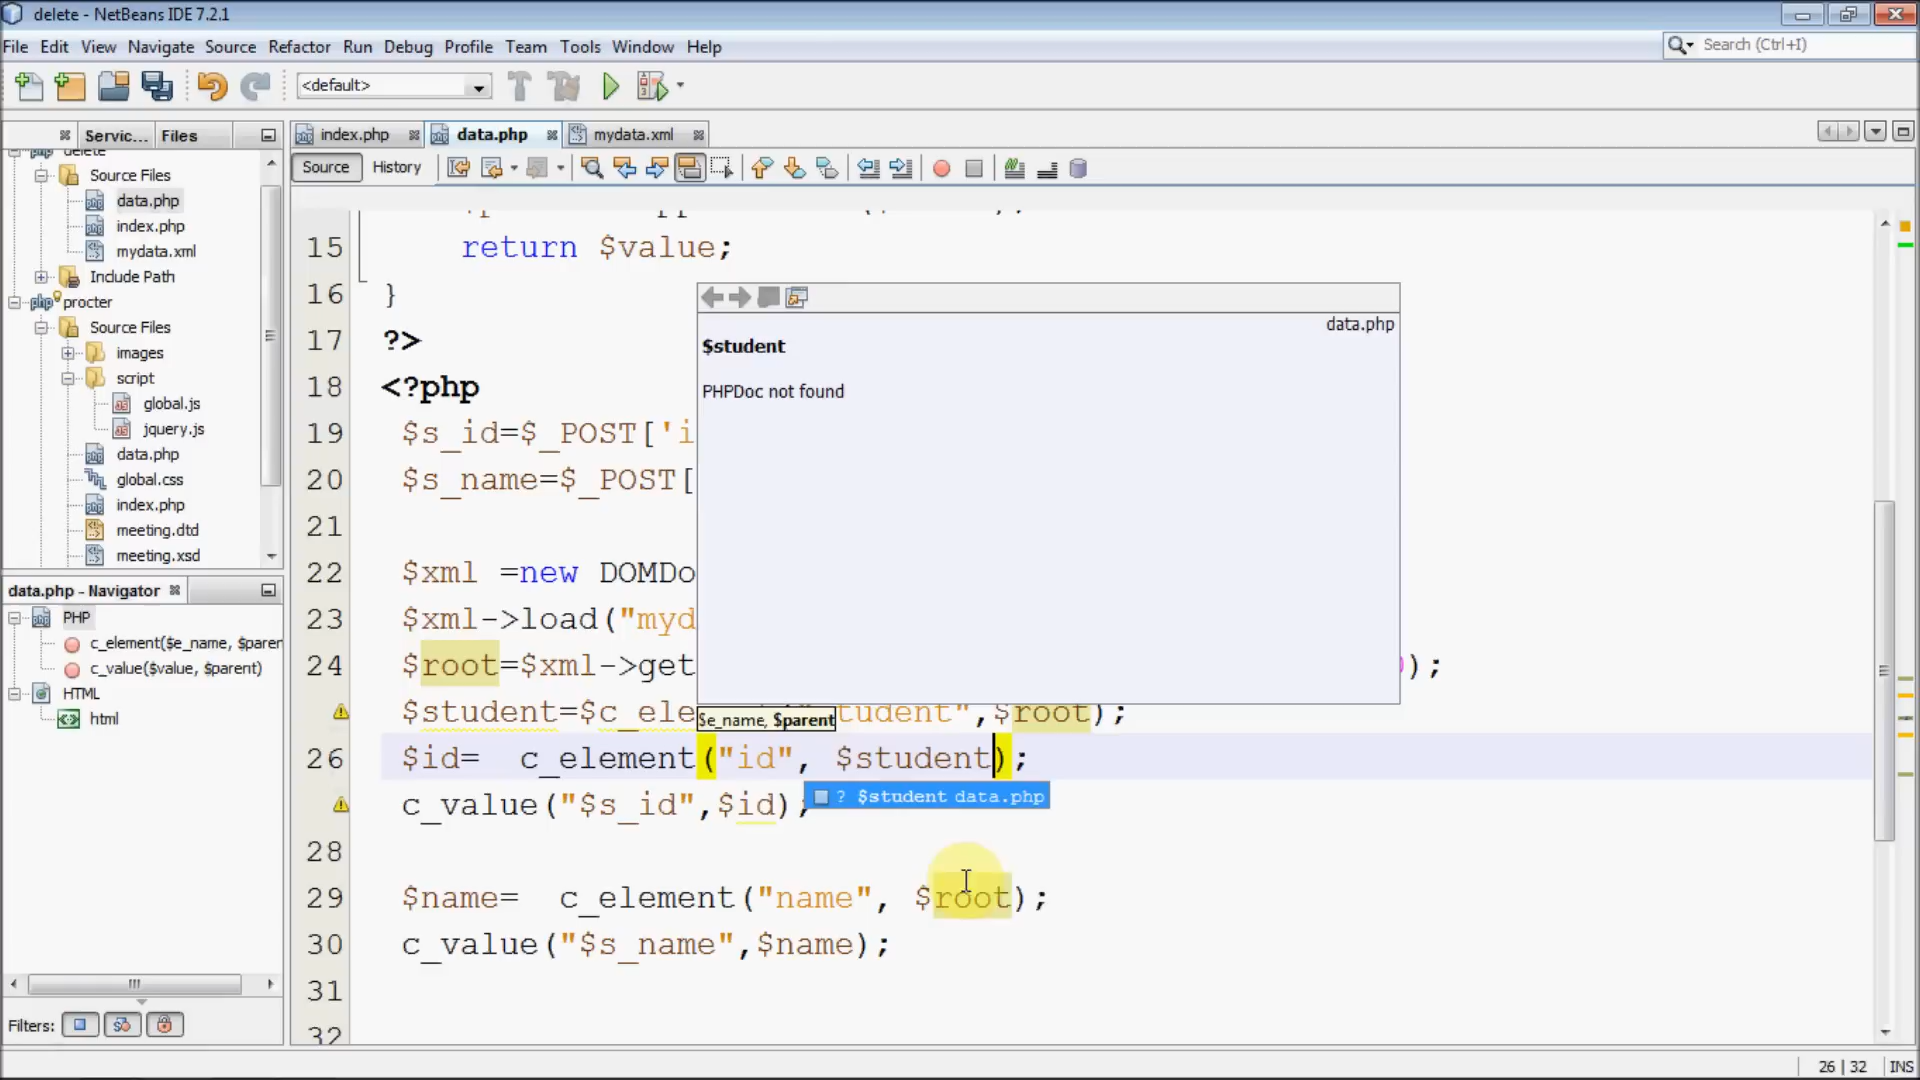 delete - NetBeans IDE 7.2.1
File Edit View Navigate Source Refactor Run Debug Profile Team Tools Window Help
Search (Ctrl+I)
<default>
Servic... Files
index.php data.php mydata.xml
Source History
delete
Source Files
data.php
index.php
mydata.xml
Include Path
procter
Source Files
images
script
global.js
jquery.js
data.php
global.css
index.php
meeting.dtd
meeting.xsd
data.php - Navigator
PHP
c_element($e_name, $paren
c_value($value, $parent)
HTML
html
Filters:
15 return $value;
16 }
17 ?>
18 <?php
19 $s_id=$_POST['i
20 $s_name=$_POST[
21
22 $xml =new DOMDo
23 $xml->load("myd
24 $root=$xml->get );
$student=$c_ele tudent",$root);
26 $id= c_element("id", $student);
c_value("$s_id",$id);
28
29 $name= c_element("name", $root);
30 c_value("$s_name",$name);
31
32
data.php
$student
PHPDoc not found
$e_name, $parent
? $student data.php
26 | 32 INS